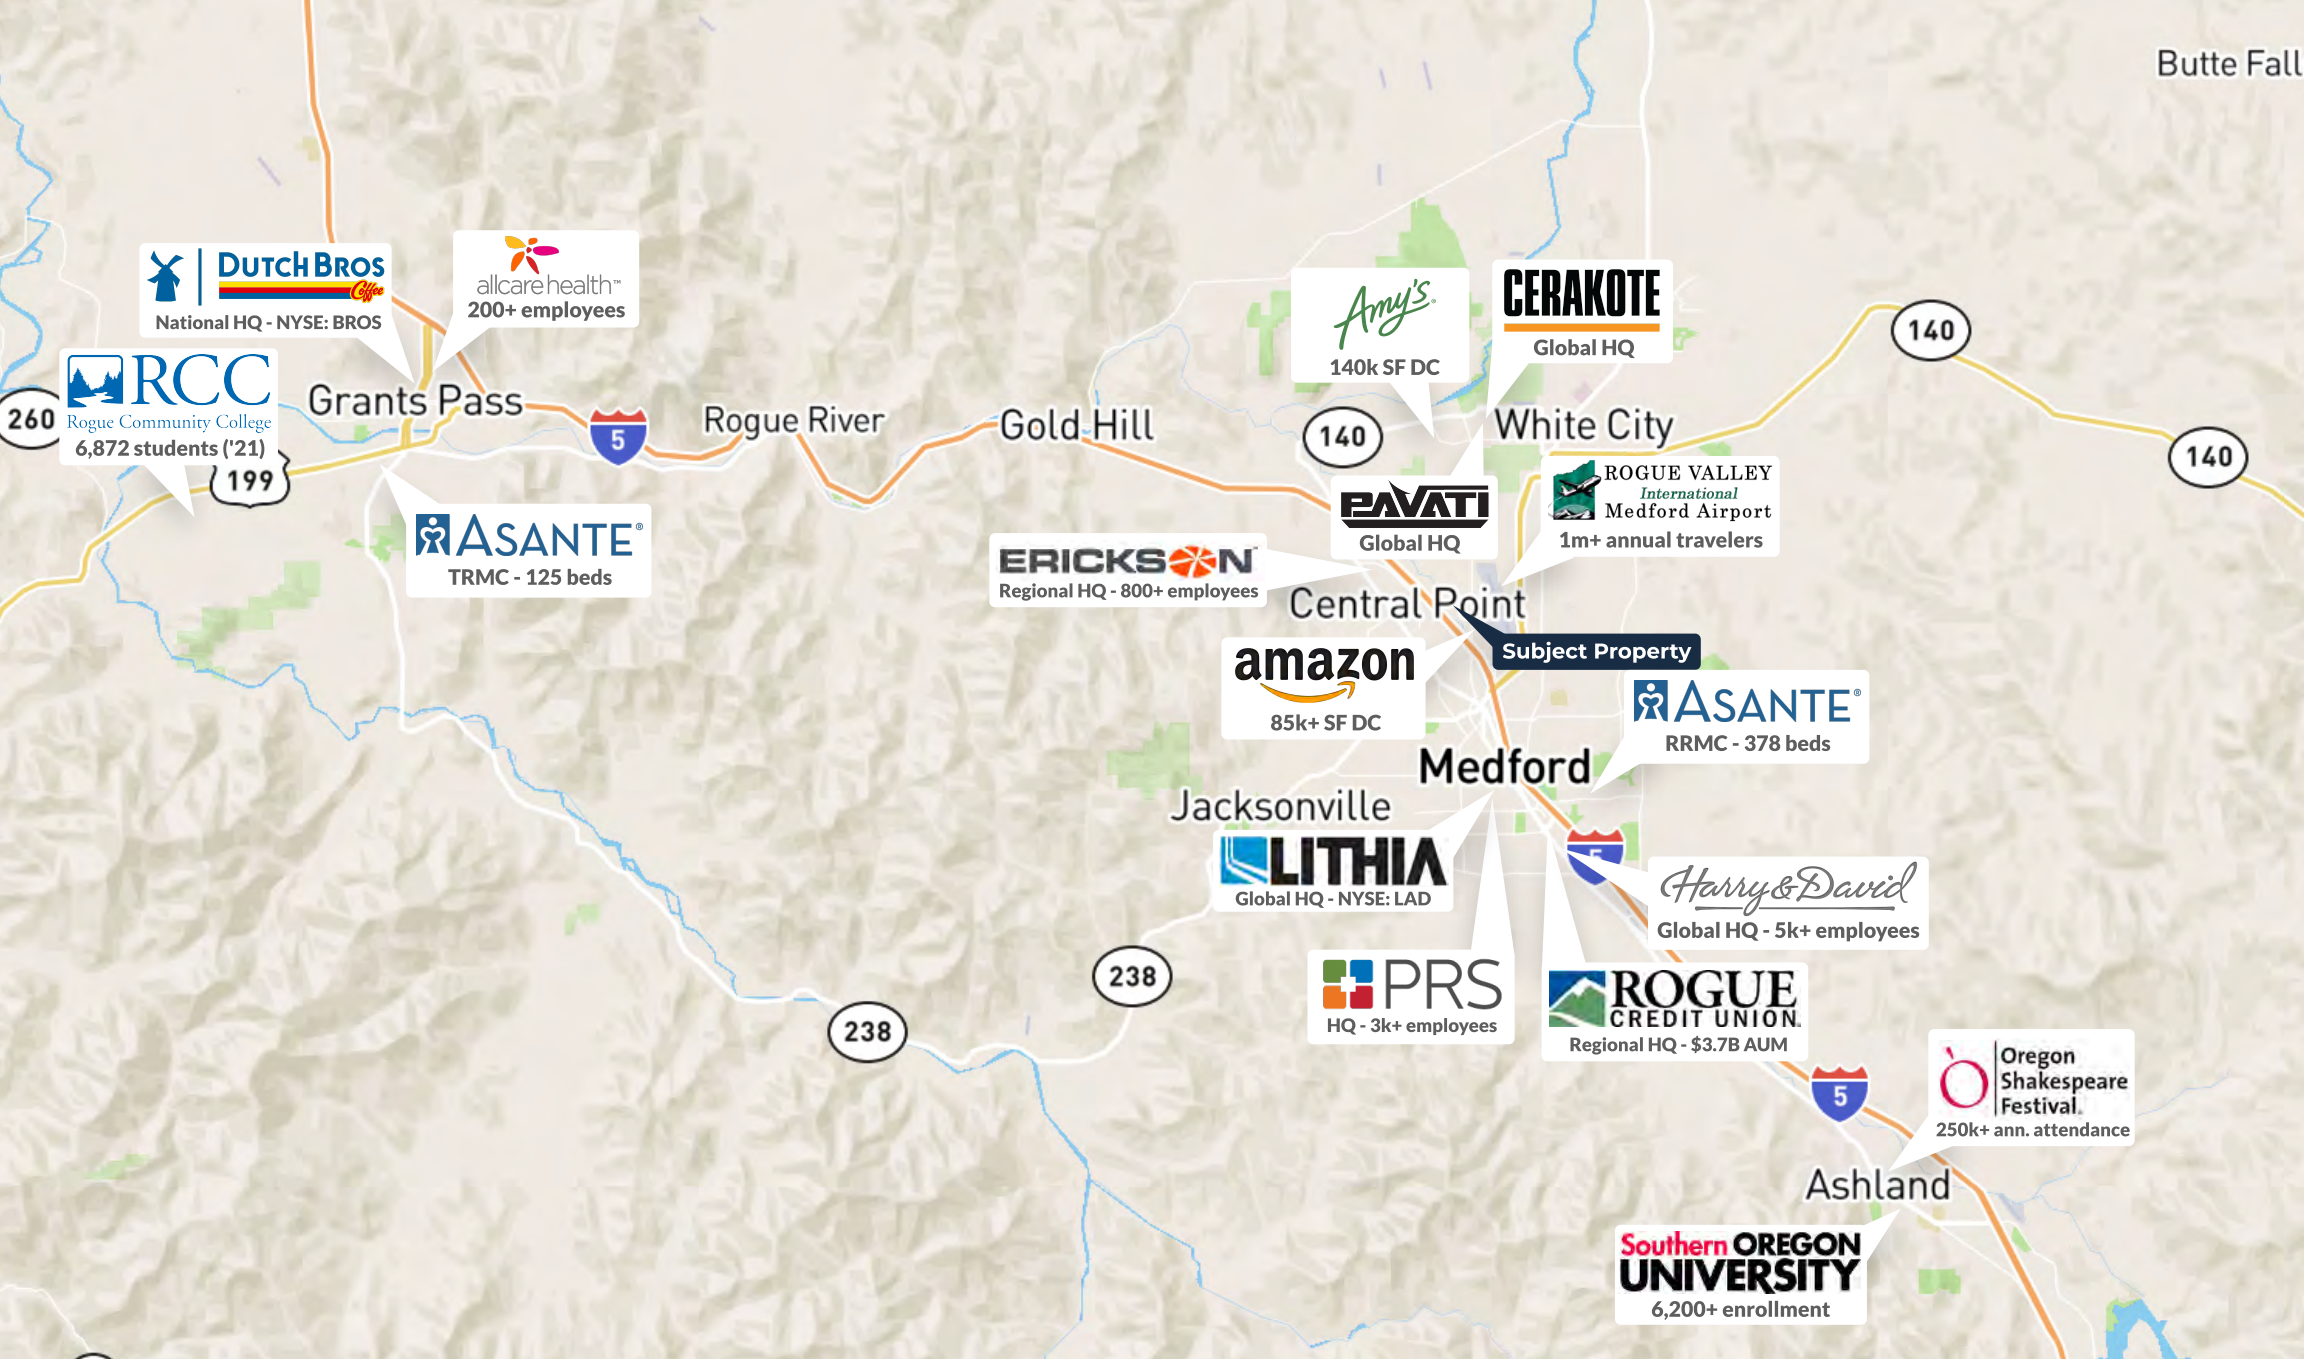 Butte Fall
DUTCH BROS
Coffee
National HQ - NYSE: BROS
allcare health™
200+ employees
RCC
Rogue Community College
6,872 students ('21)
260
199
Grants Pass
5
Rogue River
Gold Hill
ASANTE®
TRMC - 125 beds
Amy's®
140k SF DC
CERAKOTE
Global HQ
140
140
140
White City
PAVATI
Global HQ
ROGUE VALLEY
International
Medford Airport
1m+ annual travelers
ERICKSON
Regional HQ - 800+ employees
Central Point
Subject Property
amazon
85k+ SF DC
ASANTE®
RRMC - 378 beds
Medford
Jacksonville
LITHIA
Global HQ - NYSE: LAD
5
Harry & David
Global HQ - 5k+ employees
238
238
PRS
HQ - 3k+ employees
ROGUE
CREDIT UNION
Regional HQ - $3.7B AUM
5
Oregon
Shakespeare
Festival
250k+ ann. attendance
Ashland
Southern OREGON
UNIVERSITY
6,200+ enrollment